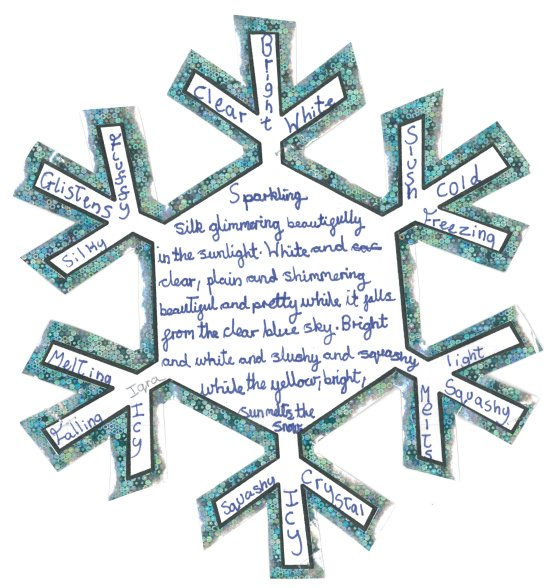 Clear
Bright
White
Slush
Cold
freezing
Flushy
Glistens
Silky
Sparkling
silk glimmering beautifully
in the sunlight. White and
clear, plain and shimmering
beautiful and pretty while it falls
from the clear blue sky. Bright
and white and slushy and squashy
while the yellow, bright,
sun melts the
snow
Melting
Iqra
Falling
Icy
light
Squashy
Melts
Squashy
Icy
Crystal